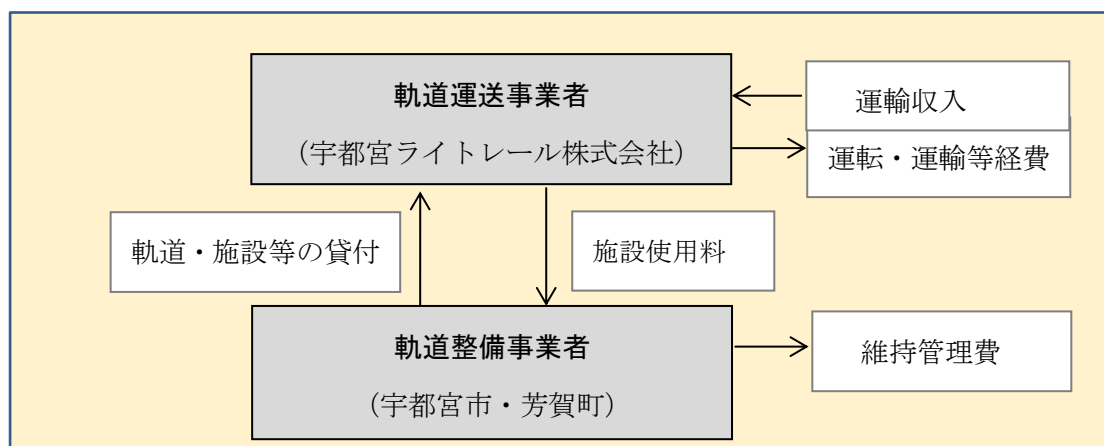 軌道運送事業者
（宇都宮ライトレール株式会社）
運輸収入
運転・運輸等経費
軌道・施設等の貸付
施設使用料
軌道整備事業者
（宇都宮市・芳賀町）
維持管理費